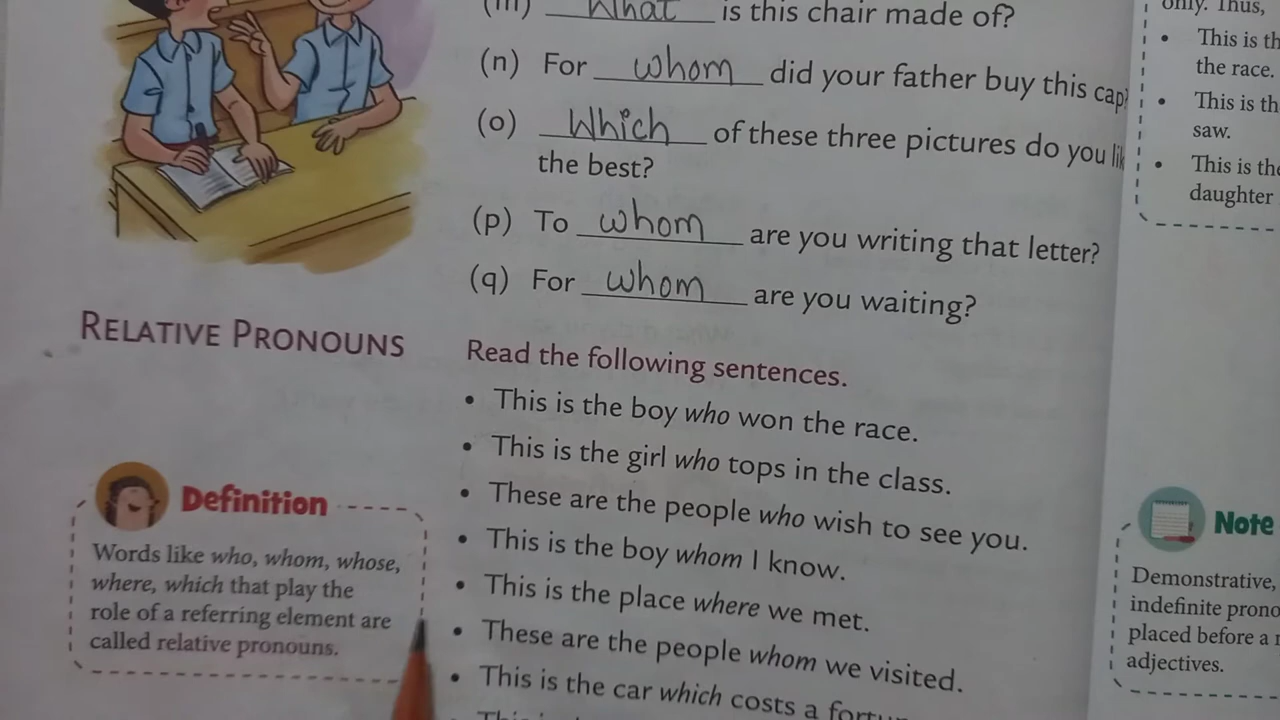 (m) What is this chair made of?
(n) For whom did your father buy this cap
(o) Which of these three pictures do you
the best?
(p) To whom are you writing that letter?
(q) For whom are you waiting?
RELATIVE PRONOUNS
Read the following sentences.
• This is the boy who won the race.
• This is the girl who tops in the class.
• These are the people who wish to see you.
• This is the boy whom I know.
• This is the place where we met.
• These are the people whom we visited.
• This is the car which costs a
Definition
Words like who, whom, whose,
where, which that play the
role of a referring element are
called relative pronouns.
only. Thus,
• This is
the race.
• This is
saw.
• This is the
daughter
Note
Demonstrative,
indefinite
placed before a
adjectives.